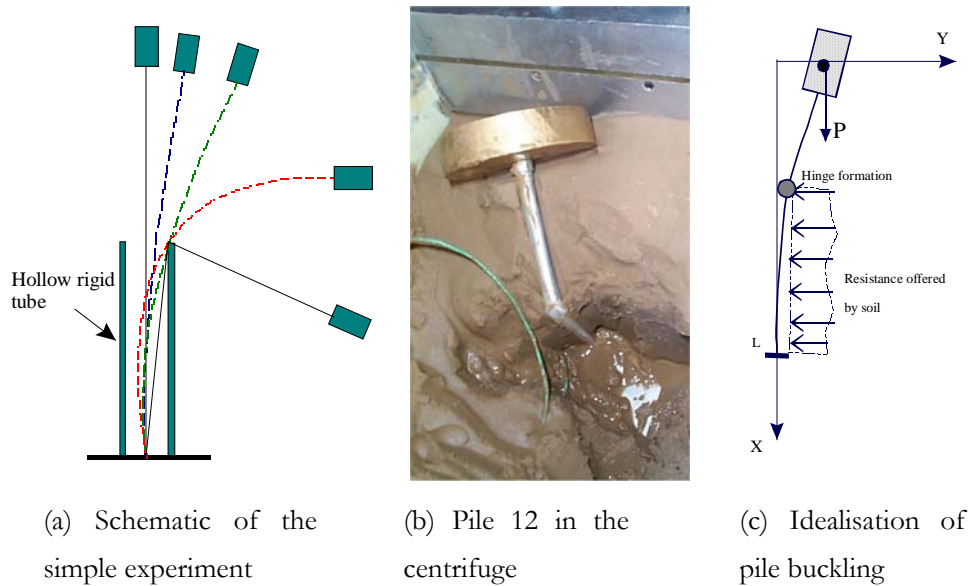 Hollow rigid
tube
Y
P
Hinge formation
Resistance offered
by soil
L
X
(a) Schematic of the
simple experiment
(b) Pile 12 in the
centrifuge
(c) Idealisation of
pile buckling